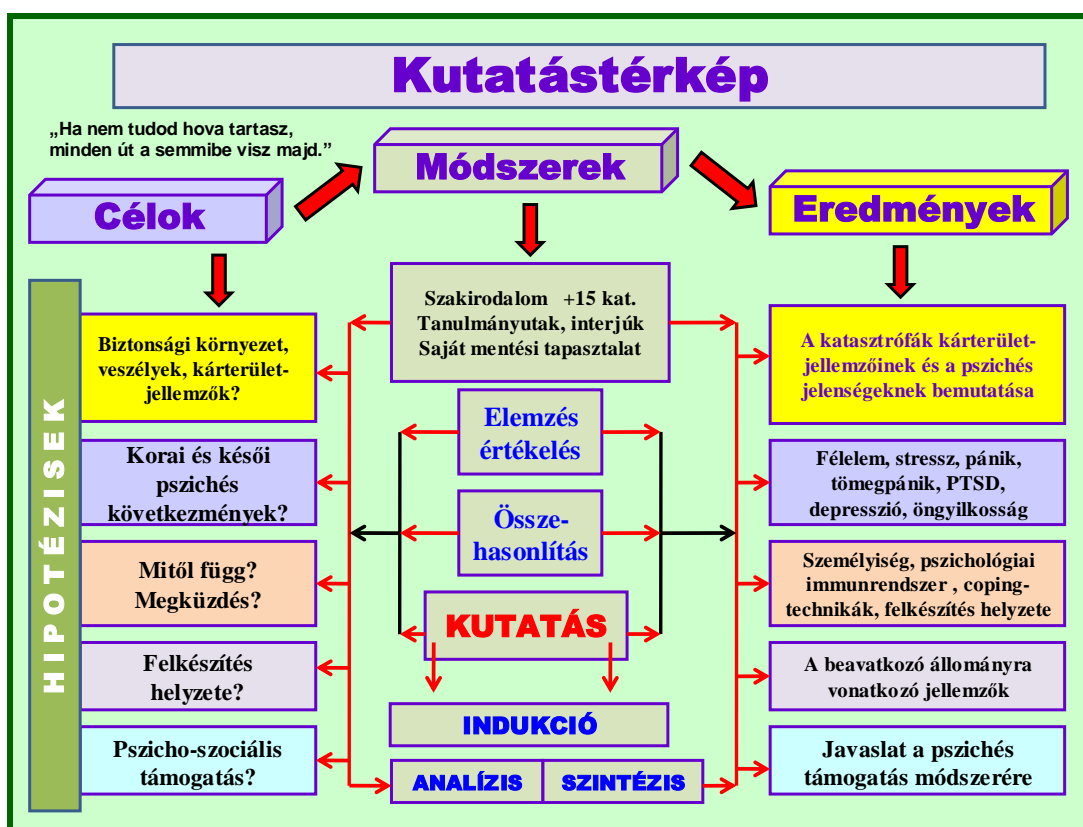 Kutatástérkép
„Ha nem tudod hova tartasz,
minden út a semmibe visz majd.”
Célok
Módszerek
Eredmények
HIPOTÉZISEK
Biztonsági környezet,
veszélyek, kárterület-
jellemzők?
Korai és késői
pszichés
következmények?
Mitől függ?
Megküzdés?
Felkészítés
helyzete?
Pszicho-szociális
támogatás?
Szakirodalom +15 kat.
Tanulmányutak, interjúk
Saját mentési tapasztalat
Elemzés
értékelés
Össze-
hasonlítás
KUTATÁS
INDUKCIÓ
ANALÍZIS
SZINTÉZIS
A katasztrófák kárterület-
jellemzőinek és a pszichés
jelenségeknek bemutatása
Félelem, stressz, pánik,
tömegpánik, PTSD,
depresszió, öngyilkosság
Személyiség, pszichológiai
immunrendszer , coping-
technikák, felkészítés helyzete
A beavatkozó állományra
vonatkozó jellemzők
Javaslat a pszichés
támogatás módszerére